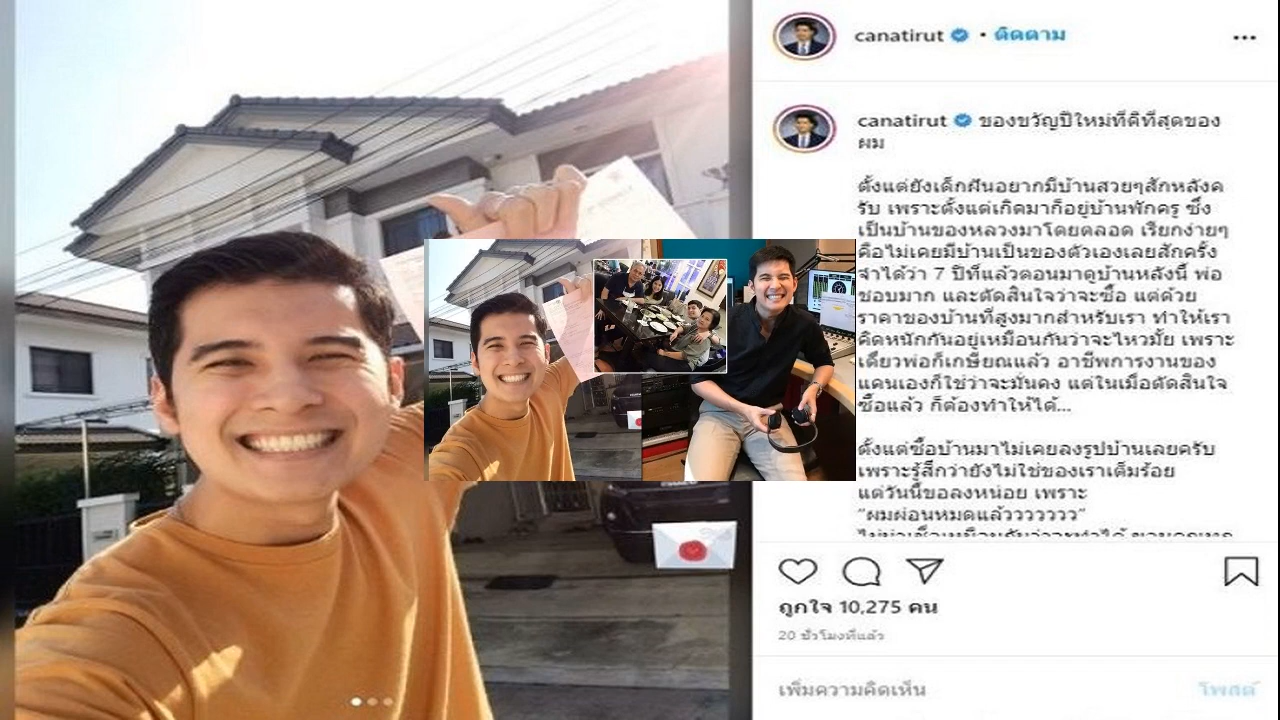 canatirut • ติดตาม
canatirut ของขวัญปีใหม่ที่ดีที่สุดของ
ผม
ตั้งแต่ยังเด็กฝันอยากมีบ้านสวยๆสักหลังค
รับ เพราะตั้งแต่เกิดมาก็อยู่บ้านพักครู ซึ่ง
เป็นบ้านของหลวงมาโดยตลอด เรียกง่ายๆ
คือไม่เคยมีบ้านเป็นของตัวเองเลยสักครั้ง
จำได้ว่า 7 ปีที่แล้วตอนมาดูบ้านหลังนี้ พ่อ
ชอบมาก และตัดสินใจว่าจะซื้อ แต่ด้วย
ราคาของบ้านที่สูงมากสำหรับเรา ทำให้เรา
คิดหนักกันอยู่เหมือนกันว่าจะไหวมั้ย เพราะ
เดี๋ยวพ่อก็เกษียณแล้ว อาชีพการงานของ
แคนเองก็ใช่ว่าจะมั่นคง แต่ในเมื่อตัดสินใจ
ซื้อแล้ว ก็ต้องทำให้ได้...
ตั้งแต่ซื้อบ้านมาไม่เคยลงรูปบ้านเลยครับ
เพราะรู้สึกว่ายังไม่ใช่ของเราเต็มร้อย
แต่วันนี้ขอลงหน่อย เพราะ
"ผมผ่อนหมดแล้ววววววว"
ถูกใจ 10,275 คน
20 ชั่วโมงที่แล้ว
เพิ่มความคิดเห็น โพสต์